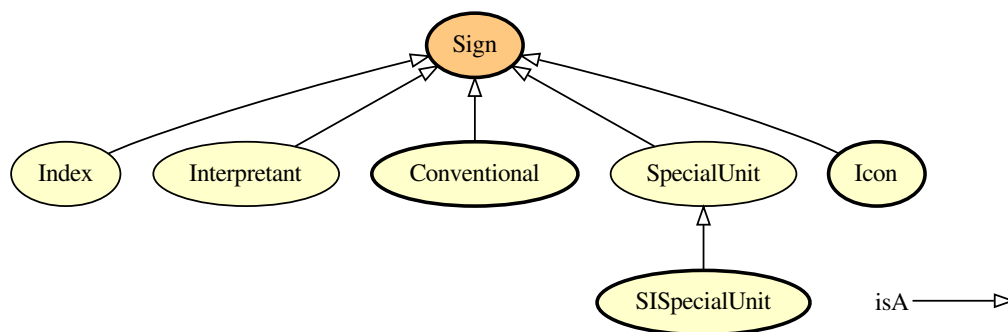 Sign
Index
Interpretant
Conventional
SpecialUnit
Icon
SISpecialUnit
isA